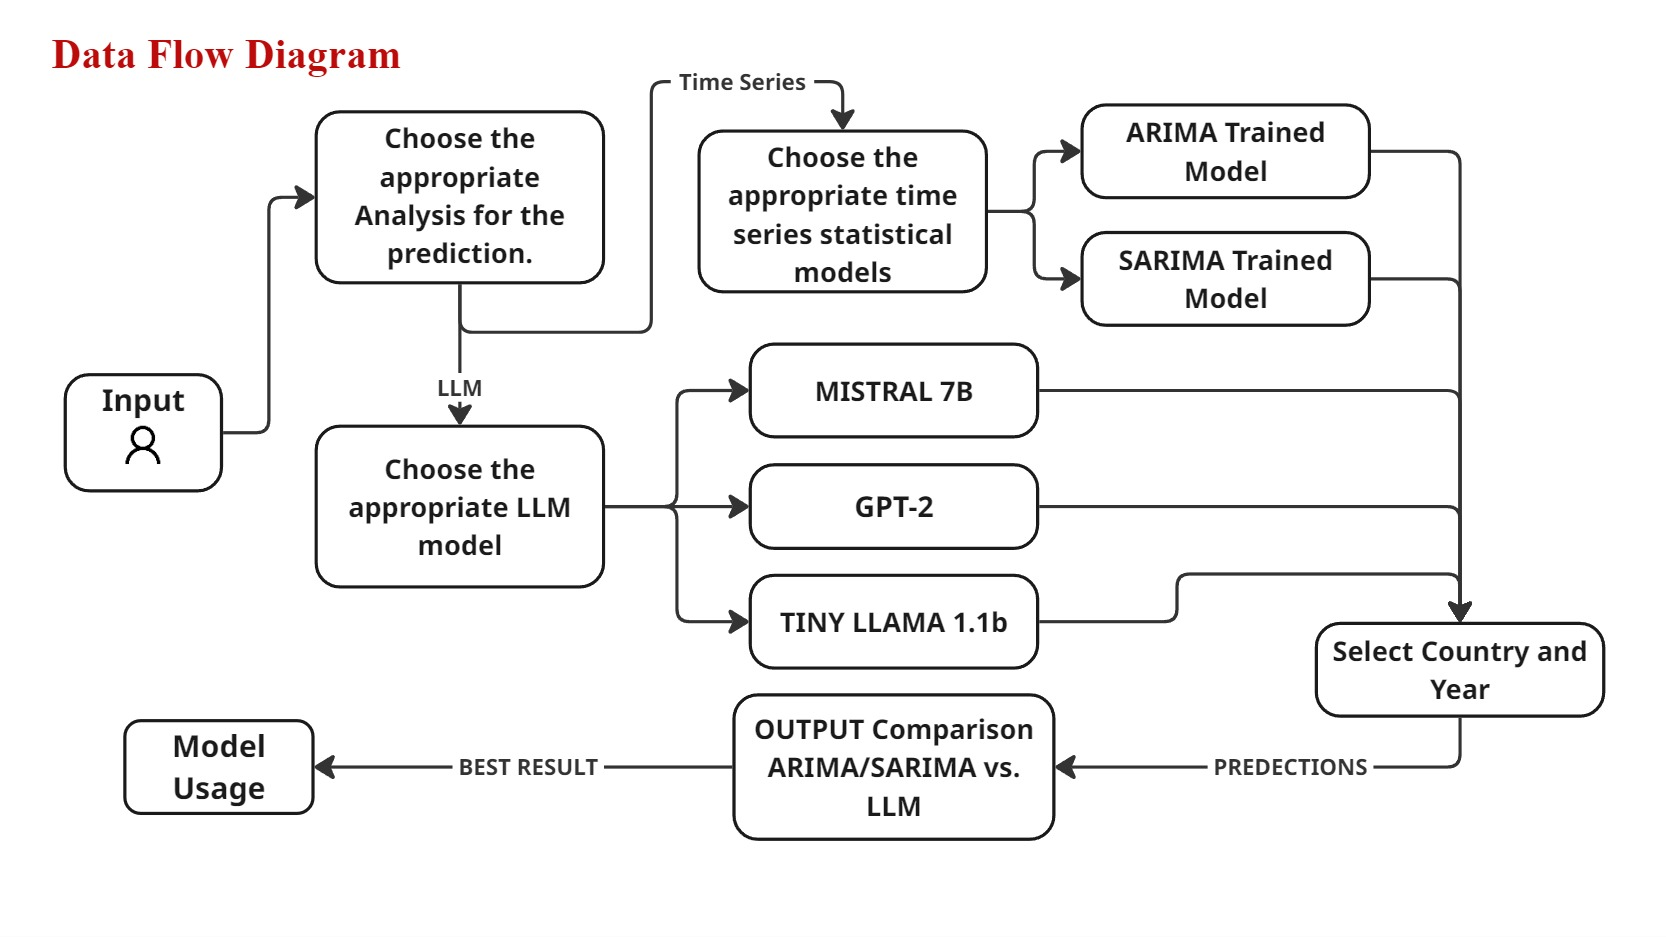 Data Flow Diagram
Time Series
Choose the
appropriate
Analysis for the
prediction.
Choose the
appropriate time
series statistical
models
ARIMA Trained
Model
SARIMA Trained
Model
Input
LLM
Choose the
appropriate LLM
model
MISTRAL 7B
GPT-2
TINY LLAMA 1.1b
Select Country and
Year
PREDECTIONS
OUTPUT Comparison
ARIMA/SARIMA vs.
LLM
BEST RESULT
Model
Usage